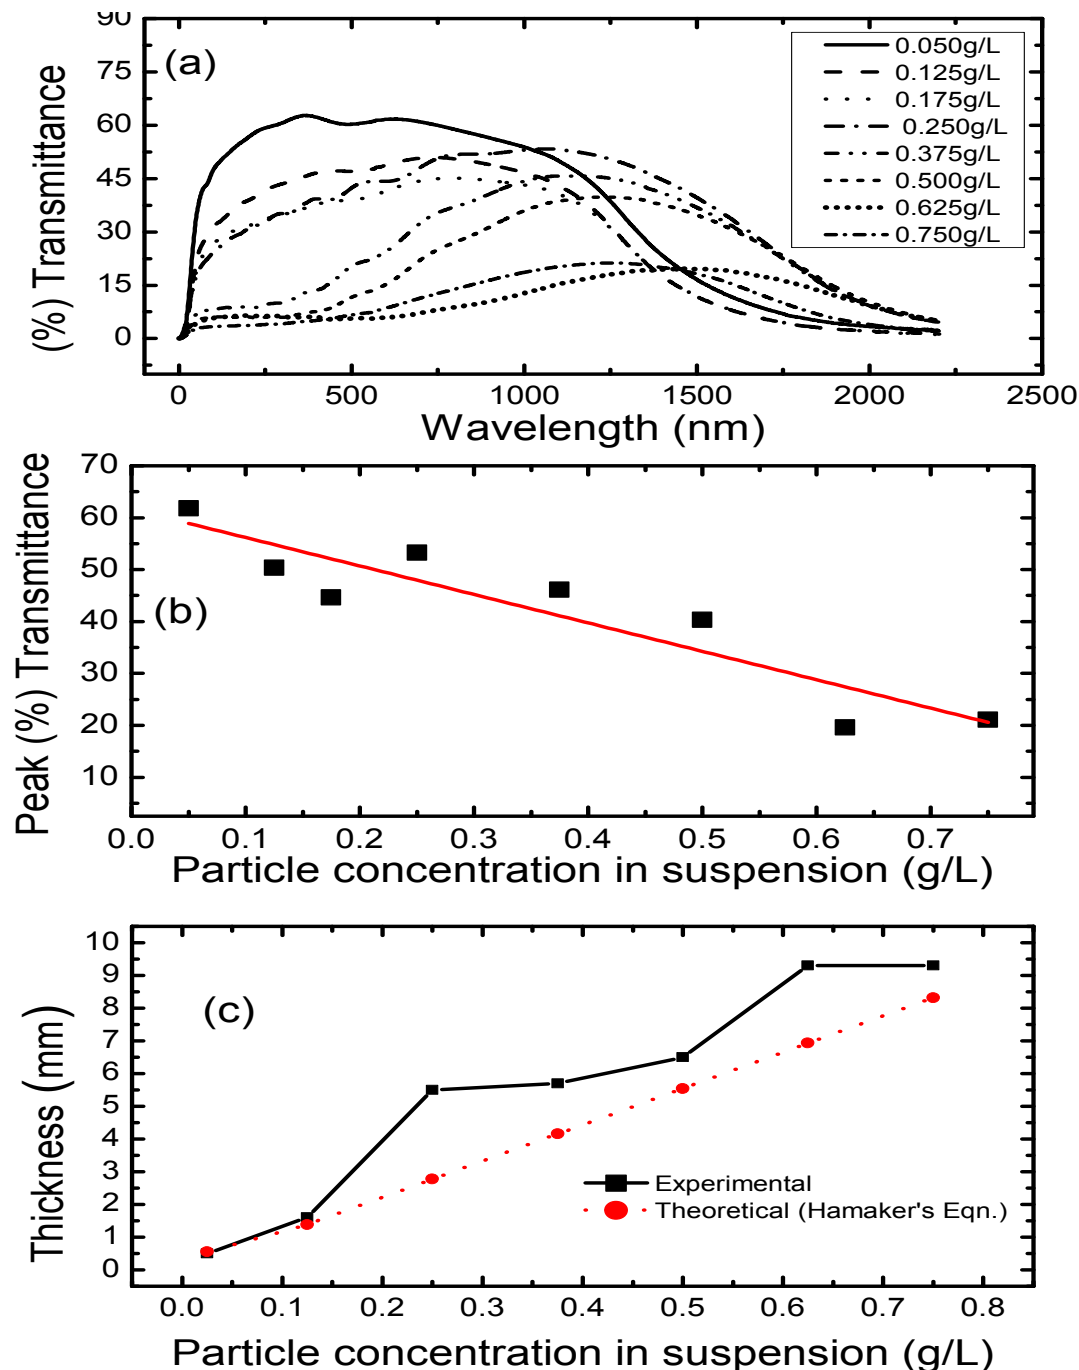 90
75
60
45
30
15
0
(%) Transmittance
(a)
0.050g/L
0.125g/L
0.175g/L
0.250g/L
0.375g/L
0.500g/L
0.625g/L
0.750g/L
0 500 1000 1500 2000 2500
Wavelength (nm)
70
60
50
40
30
20
10
Peak (%) Transmittance
(b)
0.0 0.1 0.2 0.3 0.4 0.5 0.6 0.7
Particle concentration in suspension (g/L)
10
9
8
7
6
5
4
3
2
1
0
Thickness (mm)
(c)
Experimental
Theoretical (Hamaker's Eqn.)
0.0 0.1 0.2 0.3 0.4 0.5 0.6 0.7 0.8
Particle concentration in suspension (g/L)